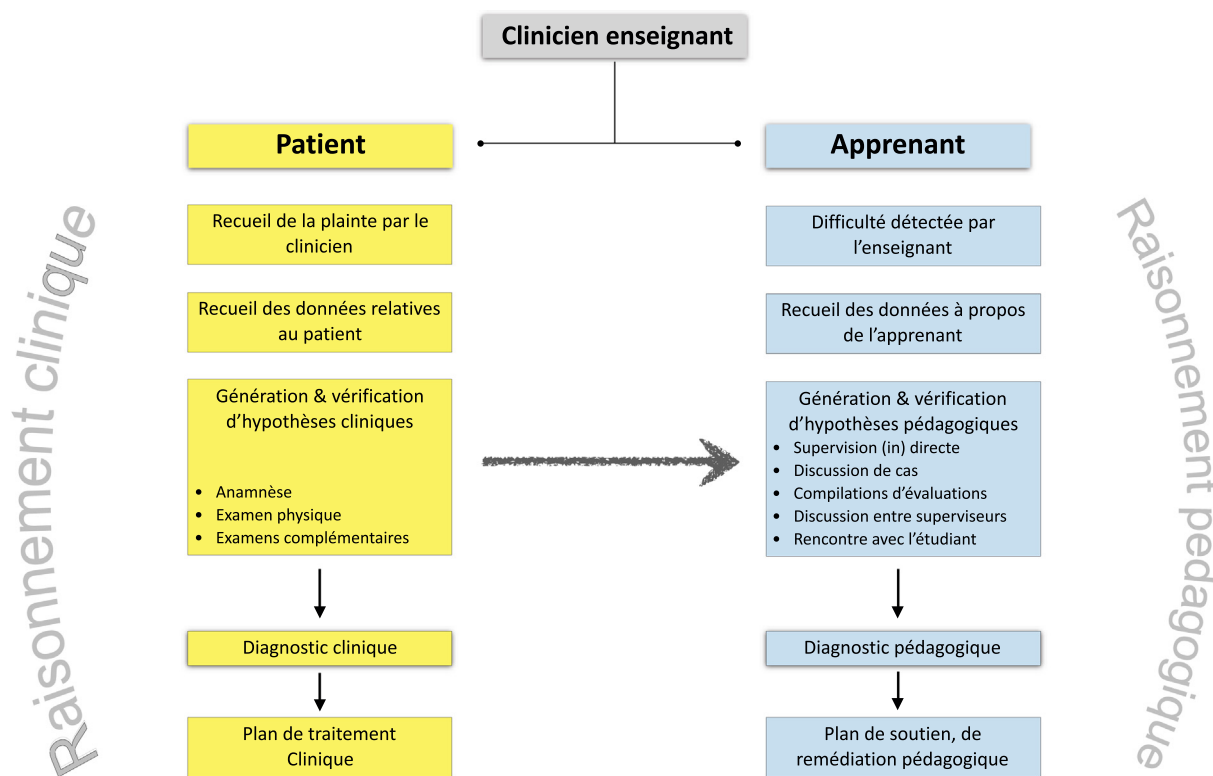 Clinicien enseignant
Patient
Apprenant
Raisonnement clinique
Recueil de la plainte par le
clinicien
Recueil des données relatives
au patient
Génération & vérification
d'hypothèses cliniques
• Anamnèse
• Examen physique
• Examens complémentaires
Diagnostic clinique
Plan de traitement
Clinique
Difficulté détectée par
l'enseignant
Recueil des données à propos
de l'apprenant
Génération & vérification
d'hypothèses pédagogiques
• Supervision (in) directe
• Discussion de cas
• Compilations d'évaluations
• Discussion entre superviseurs
• Rencontre avec l'étudiant
Diagnostic pédagogique
Plan de soutien, de
remédiation pédagogique
Raisonnement pedagogique